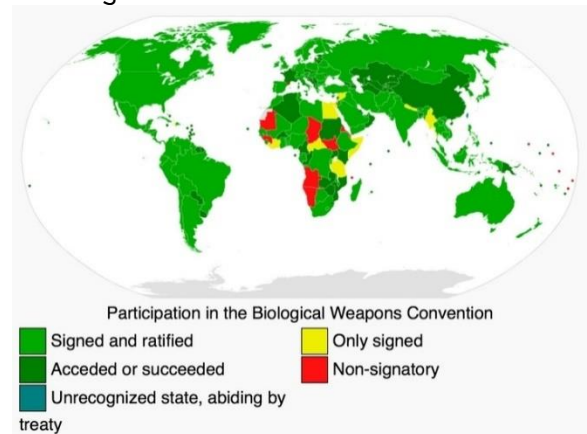 Participation in the Biological Weapons Convention
Signed and ratified
Only signed
Acceded or succeeded
Non-signatory
Unrecognized state, abiding by
treaty